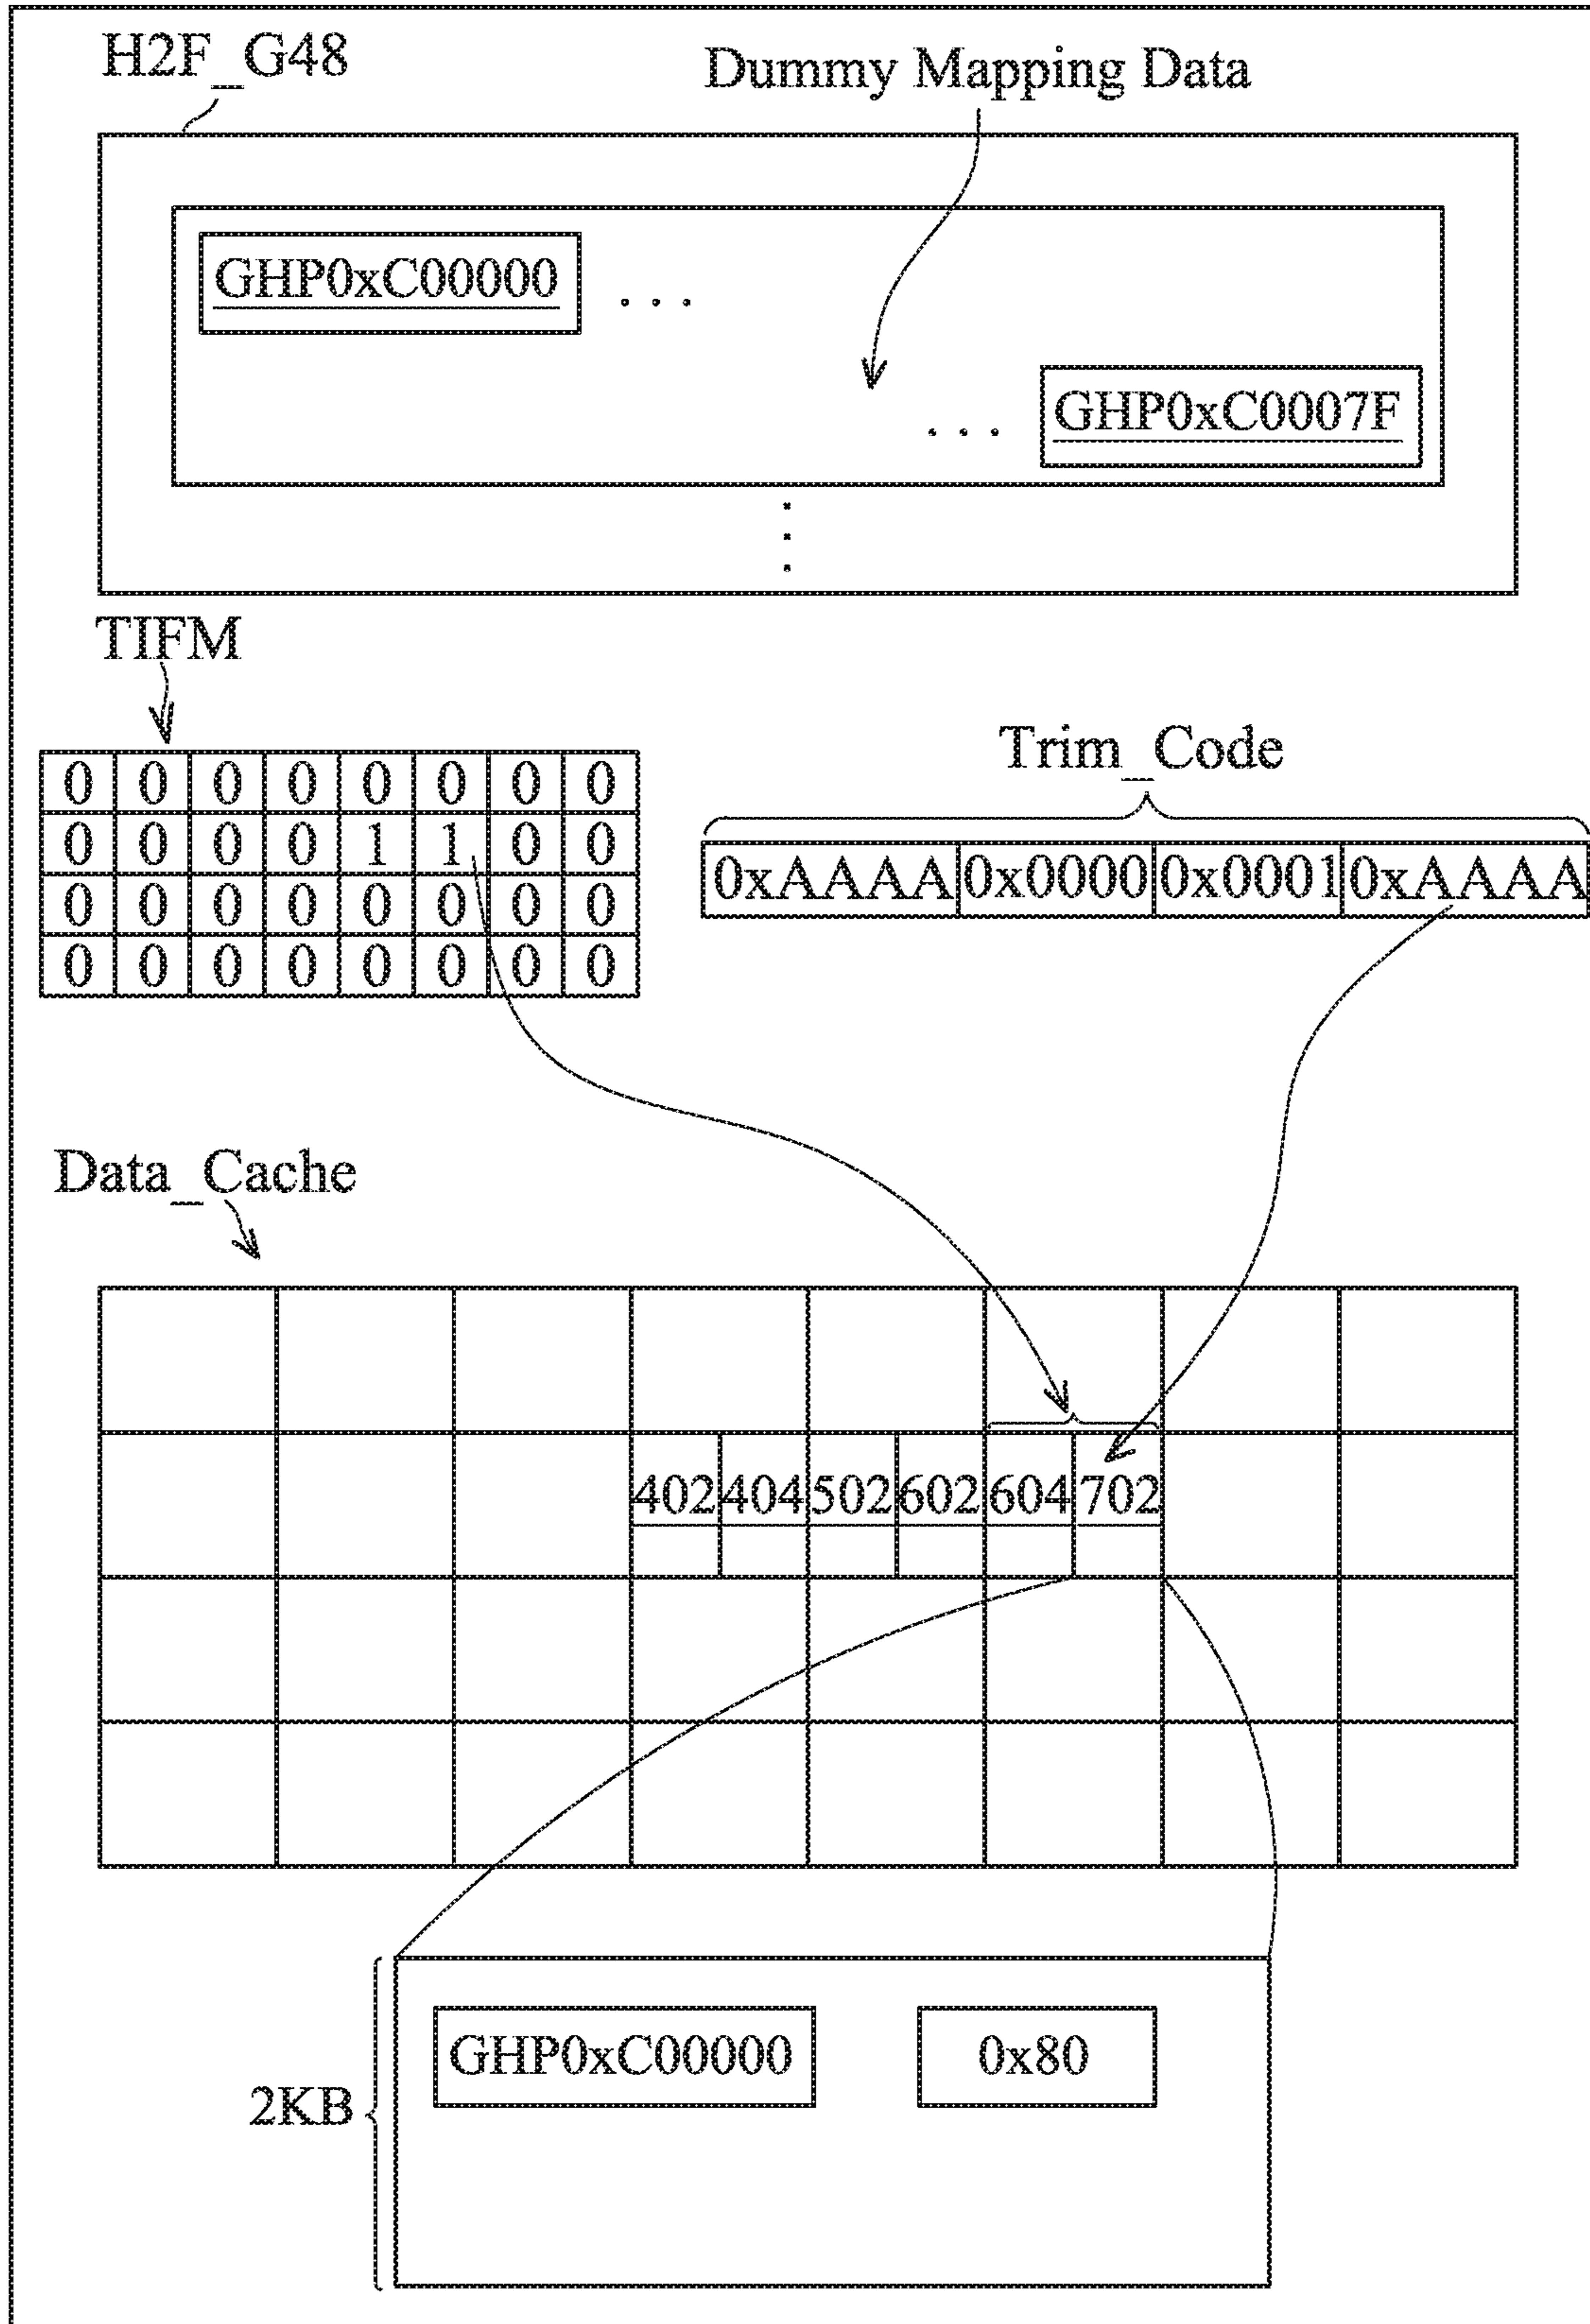 H2F_G48
Dummy Mapping Data
GHP0xC00000 ...
... GHP0xC0007F
TIFM
0 0 0 0 0 0 0 0
0 0 0 0 1 1 0 0
0 0 0 0 0 0 0 0
0 0 0 0 0 0 0 0
Trim_Code
0xAAAA 0x0000 0x0001 0xAAAA
Data_Cache
402 404 502 602 604 702
GHP0xC00000 0x80
2KB